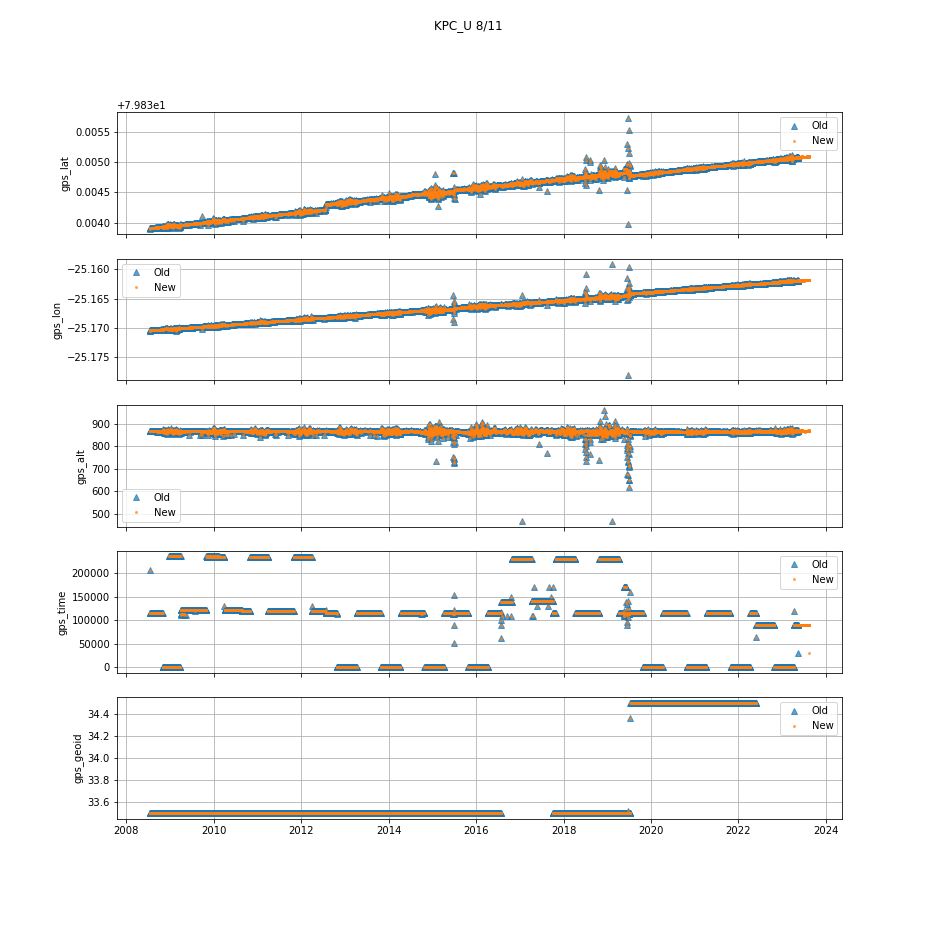 KPC_U 8/11
+7.983e1
0.0055
0.0050
0.0045
0.0040
gps_lat
Old
New
−25.160
−25.165
−25.170
−25.175
gps_lon
Old
New
900
800
700
600
500
gps_alt
Old
New
200000
150000
100000
50000
0
gps_time
Old
New
34.4
34.2
34.0
33.8
33.6
gps_geoid
Old
New
2008 2010 2012 2014 2016 2018 2020 2022 2024